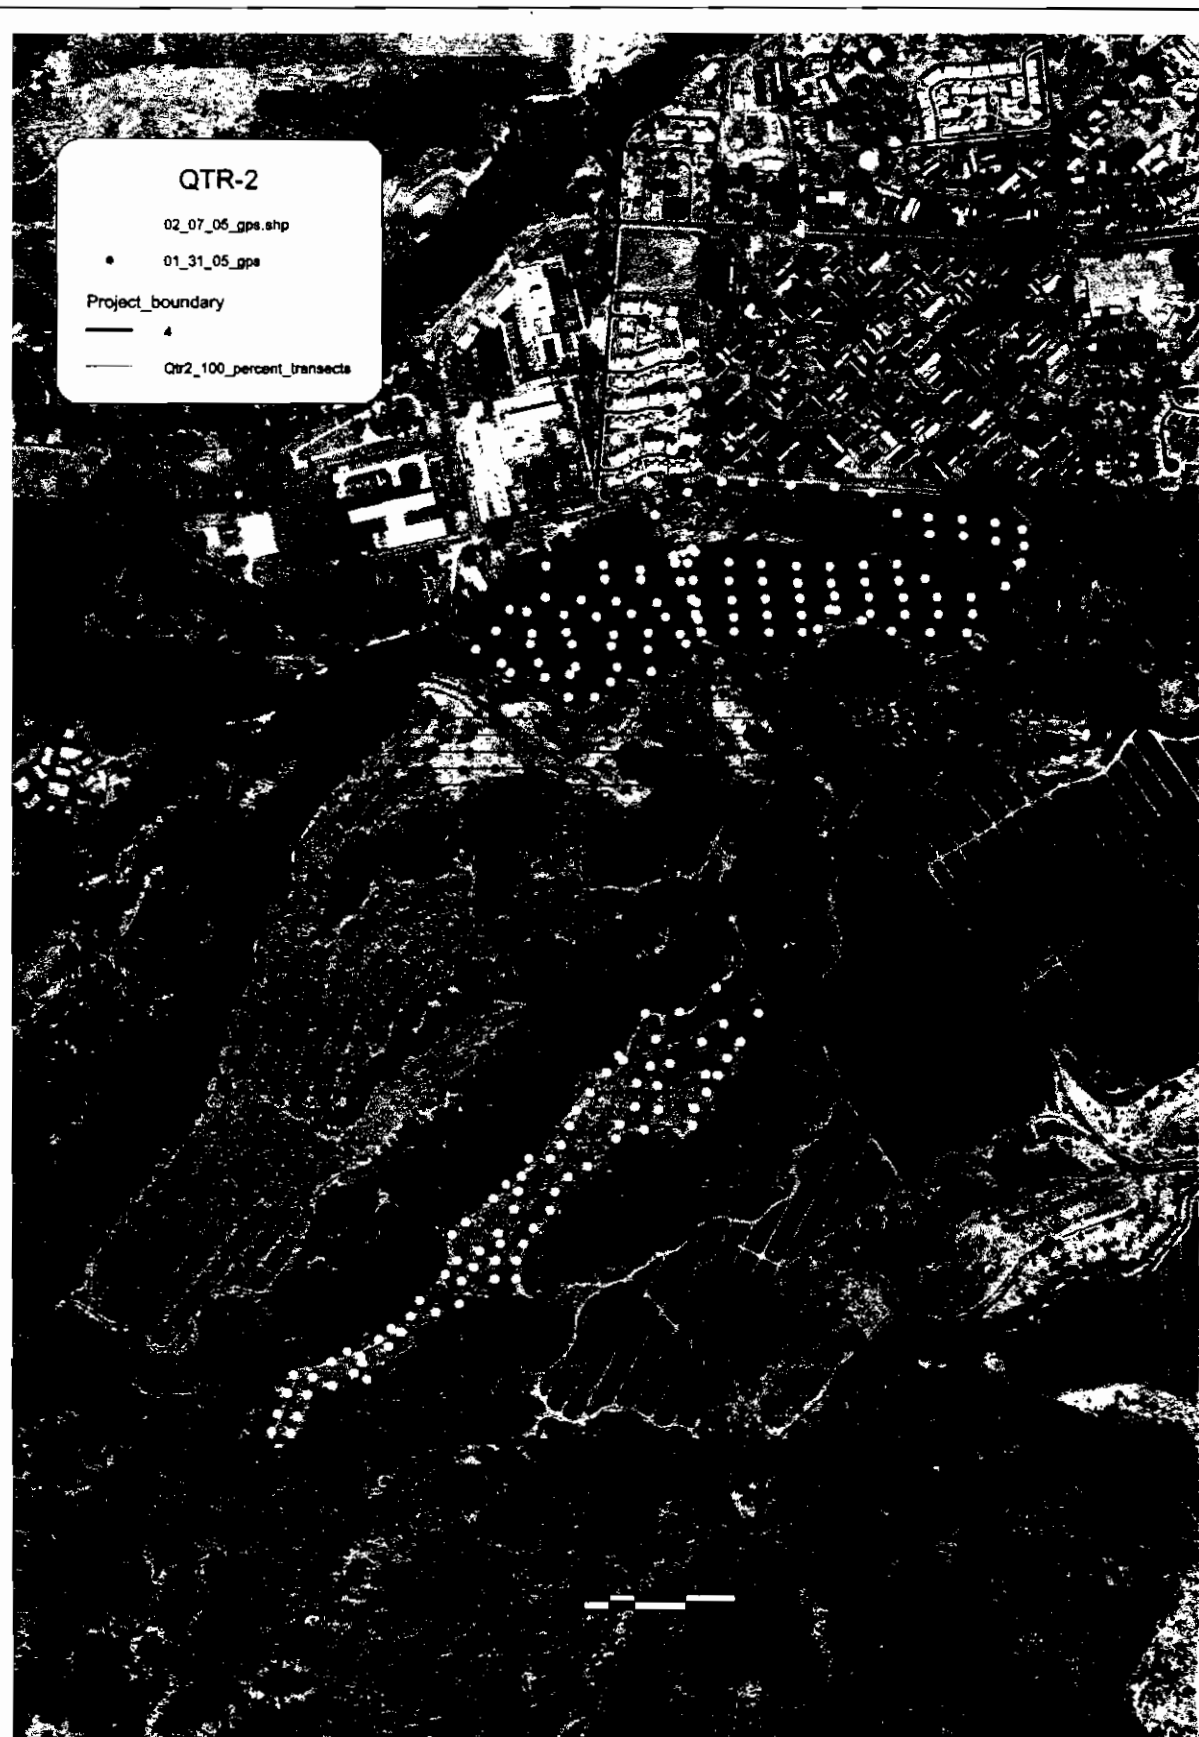 QTR-2
02_07_05_gps.shp
01_31_05_gps
Project_boundary
4
Qtr2_100_percent_transects